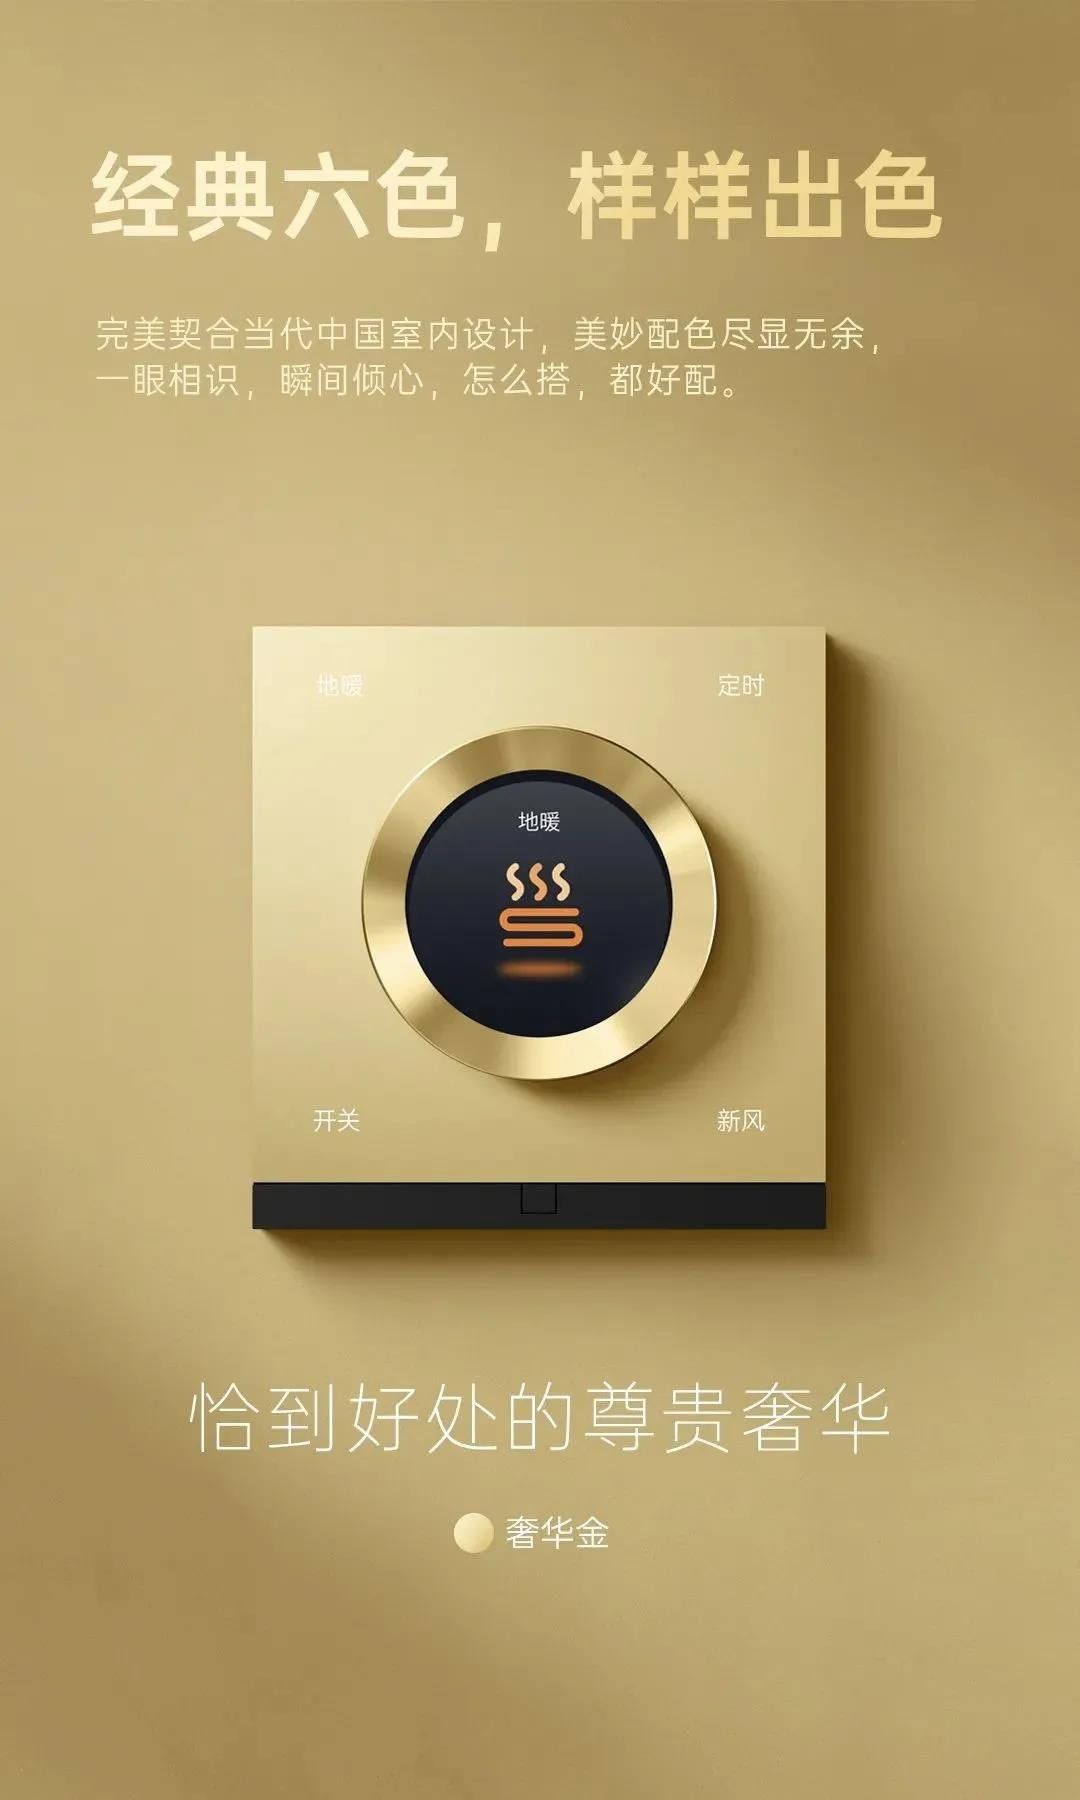 经典六色，样样出色
完美契合当代中国室内设计，美妙配色尽显无余，
一眼相识，瞬间倾心，怎么搭，都好配。
地暖
定时
地暖
开关
新风
恰到好处的尊贵奢华
奢华金